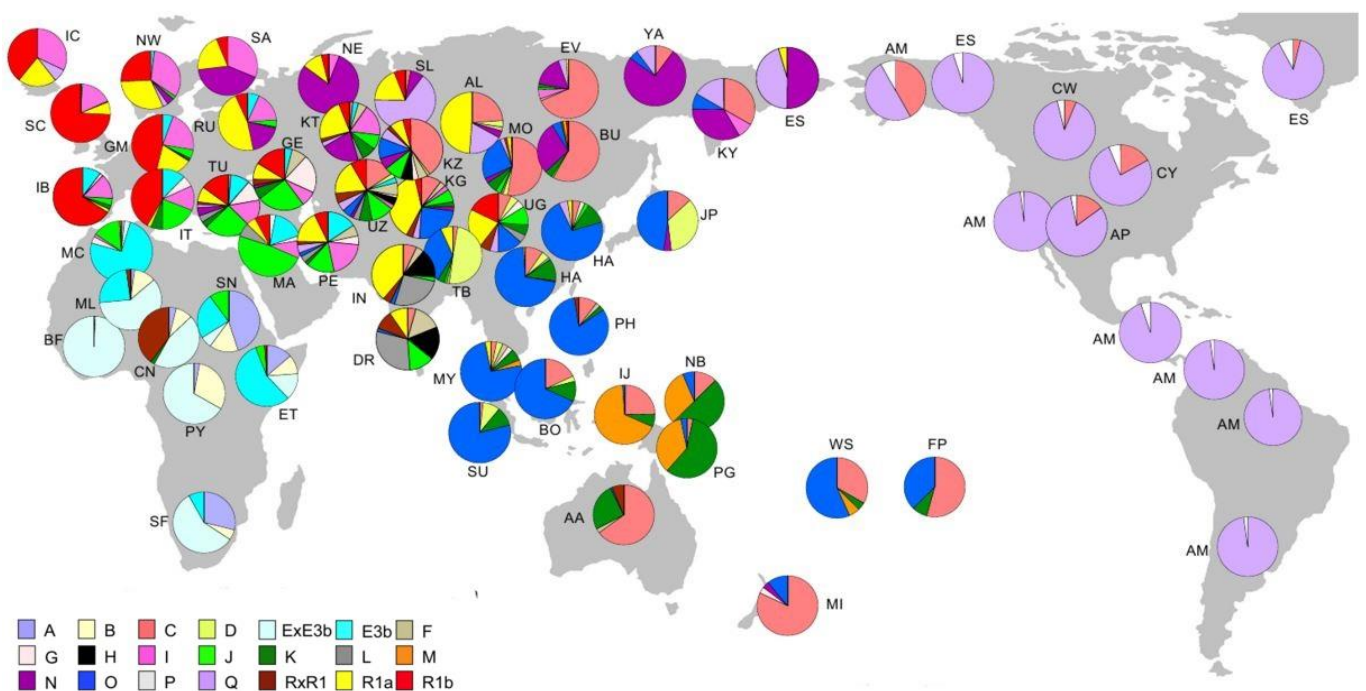 IC
NW
SA
NE
SL
AL
EV
YA
ES
AM
ES
CW
ES
SC
GM
RU
KT
GE
MO
BU
KY
CY
KZ
KG
IB
IT
TU
UZ
UG
JP
AM
AP
MC
MA
PE
IN
TB
HA
HA
ML
SN
BF
CN
DR
PH
AM
AM
PY
ET
MY
BO
IJ
NB
AM
SU
PG
WS
FP
SF
AA
AM
MI
A B C D ExE3b E3b F
G H I J K L M
N O P Q RxR1 R1a R1b